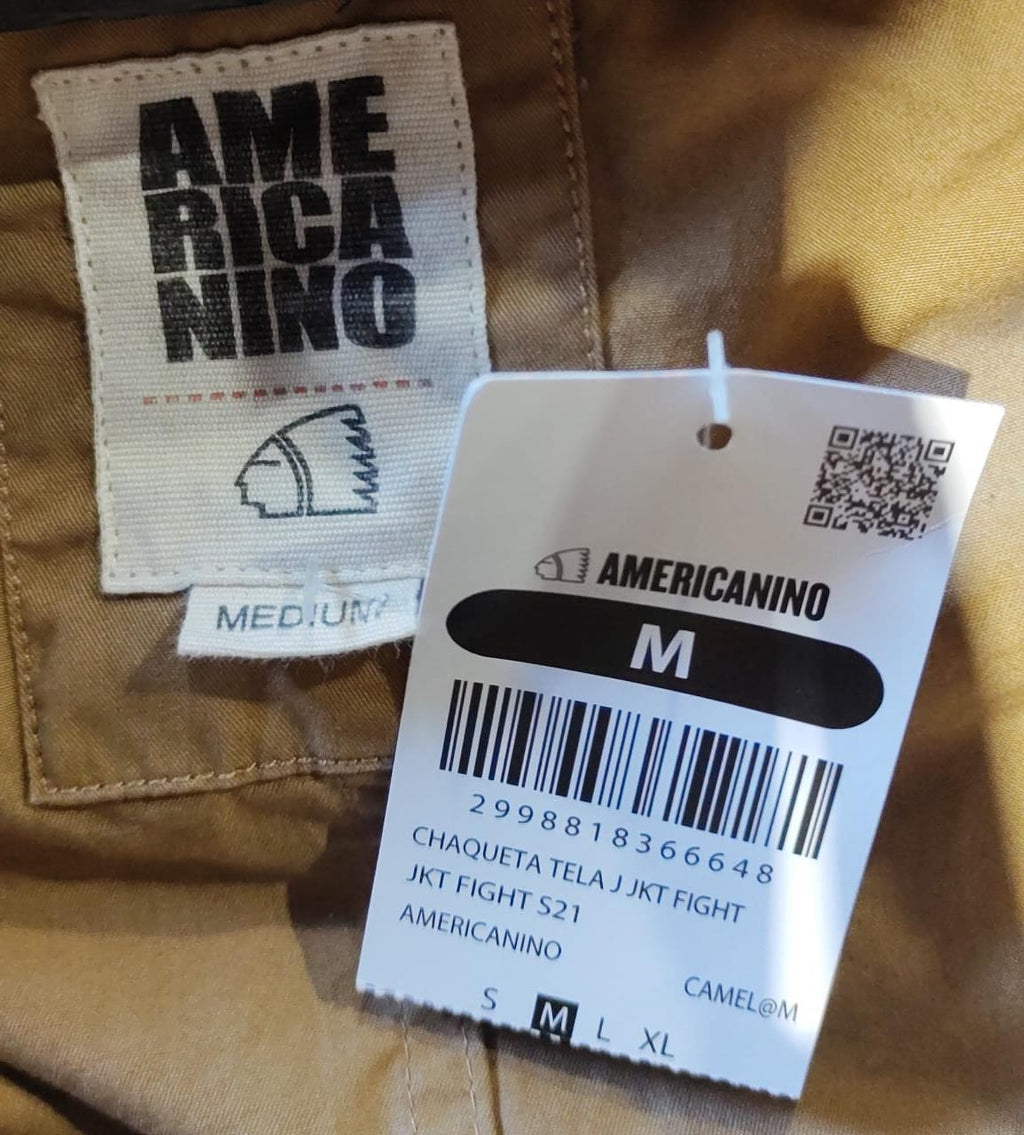 AME
RICA
NINO
MEDIUM
AMERICANINO
M
2998818366648
CHAQUETA TELA J JKT FIGHT
JKT FIGHT S21
AMERICANINO
CAMEL@M
S M L XL